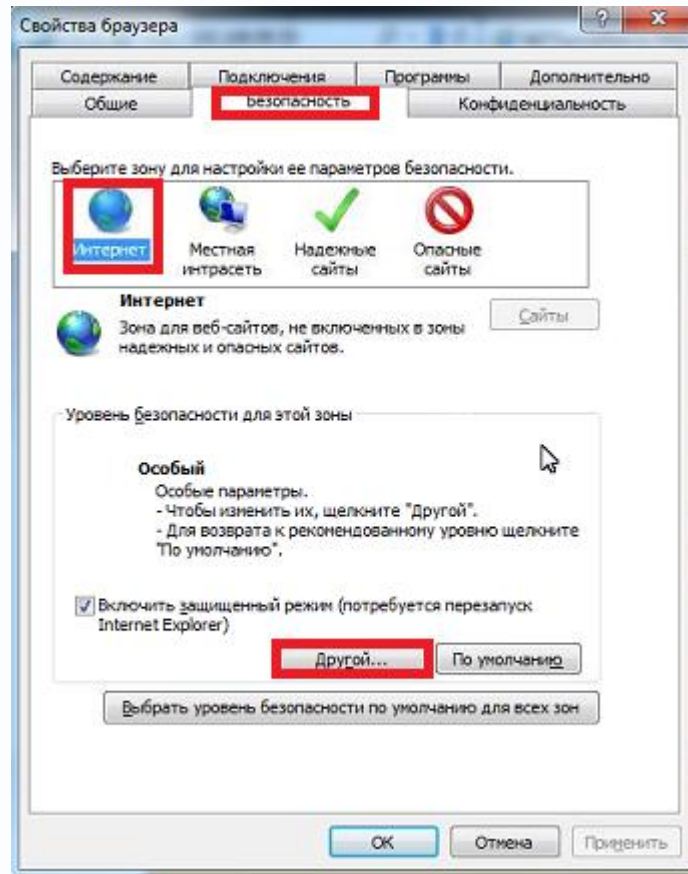 Свойства браузера
Содержание Подключения Программы Дополнительно
Общие Безопасность Конфиденциальность
Выберите зону для настройки ее параметров безопасности.
Интернет
Местная интрасеть
Надежные сайты
Опасные сайты
Интернет
Зона для веб-сайтов, не включенных в зоны
надежных и опасных сайтов.
Сайты
Уровень безопасности для этой зоны
Особый
Особые параметры.
- Чтобы изменить их, щелкните "Другой".
- Для возврата к рекомендованному уровню щелкните
"По умолчанию".
Включить защищенный режим (потребуется перезапуск
Internet Explorer)
Другой... По умолчанию
Выбрать уровень безопасности по умолчанию для всех зон
OK Отмена Применить